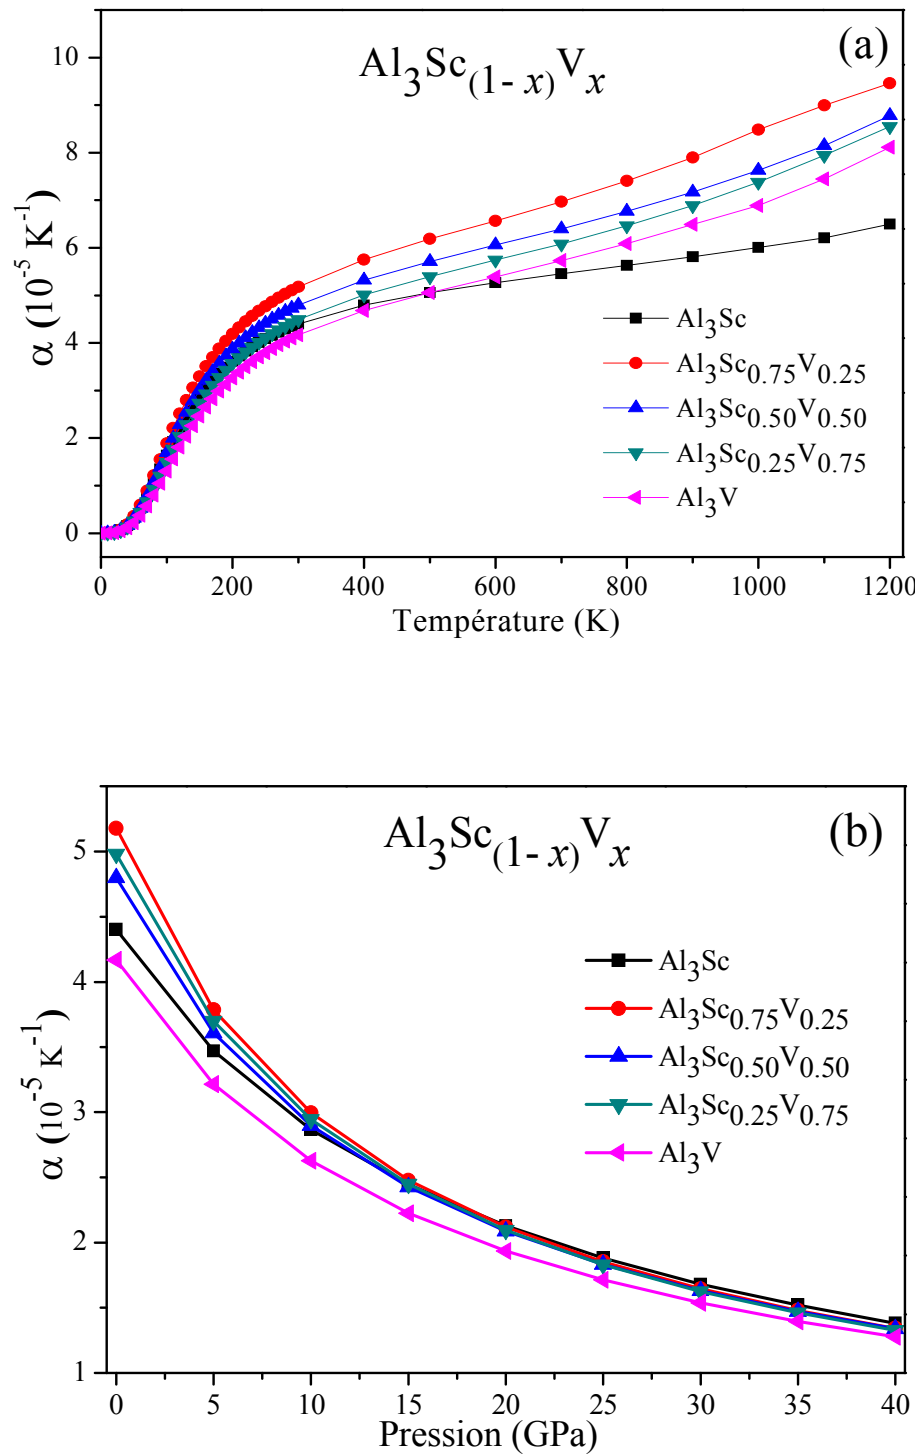 (a)
Al3Sc(1-x)Vx
α (10-5 K-1)
10
8
6
4
2
0
Al3Sc
Al3Sc0.75V0.25
Al3Sc0.50V0.50
Al3Sc0.25V0.75
Al3V
0 200 400 600 800 1000 1200
Température (K)
(b)
Al3Sc(1-x)Vx
α (10-5 K-1)
5
4
3
2
1
Al3Sc
Al3Sc0.75V0.25
Al3Sc0.50V0.50
Al3Sc0.25V0.75
Al3V
0 5 10 15 20 25 30 35 40
Pression (GPa)